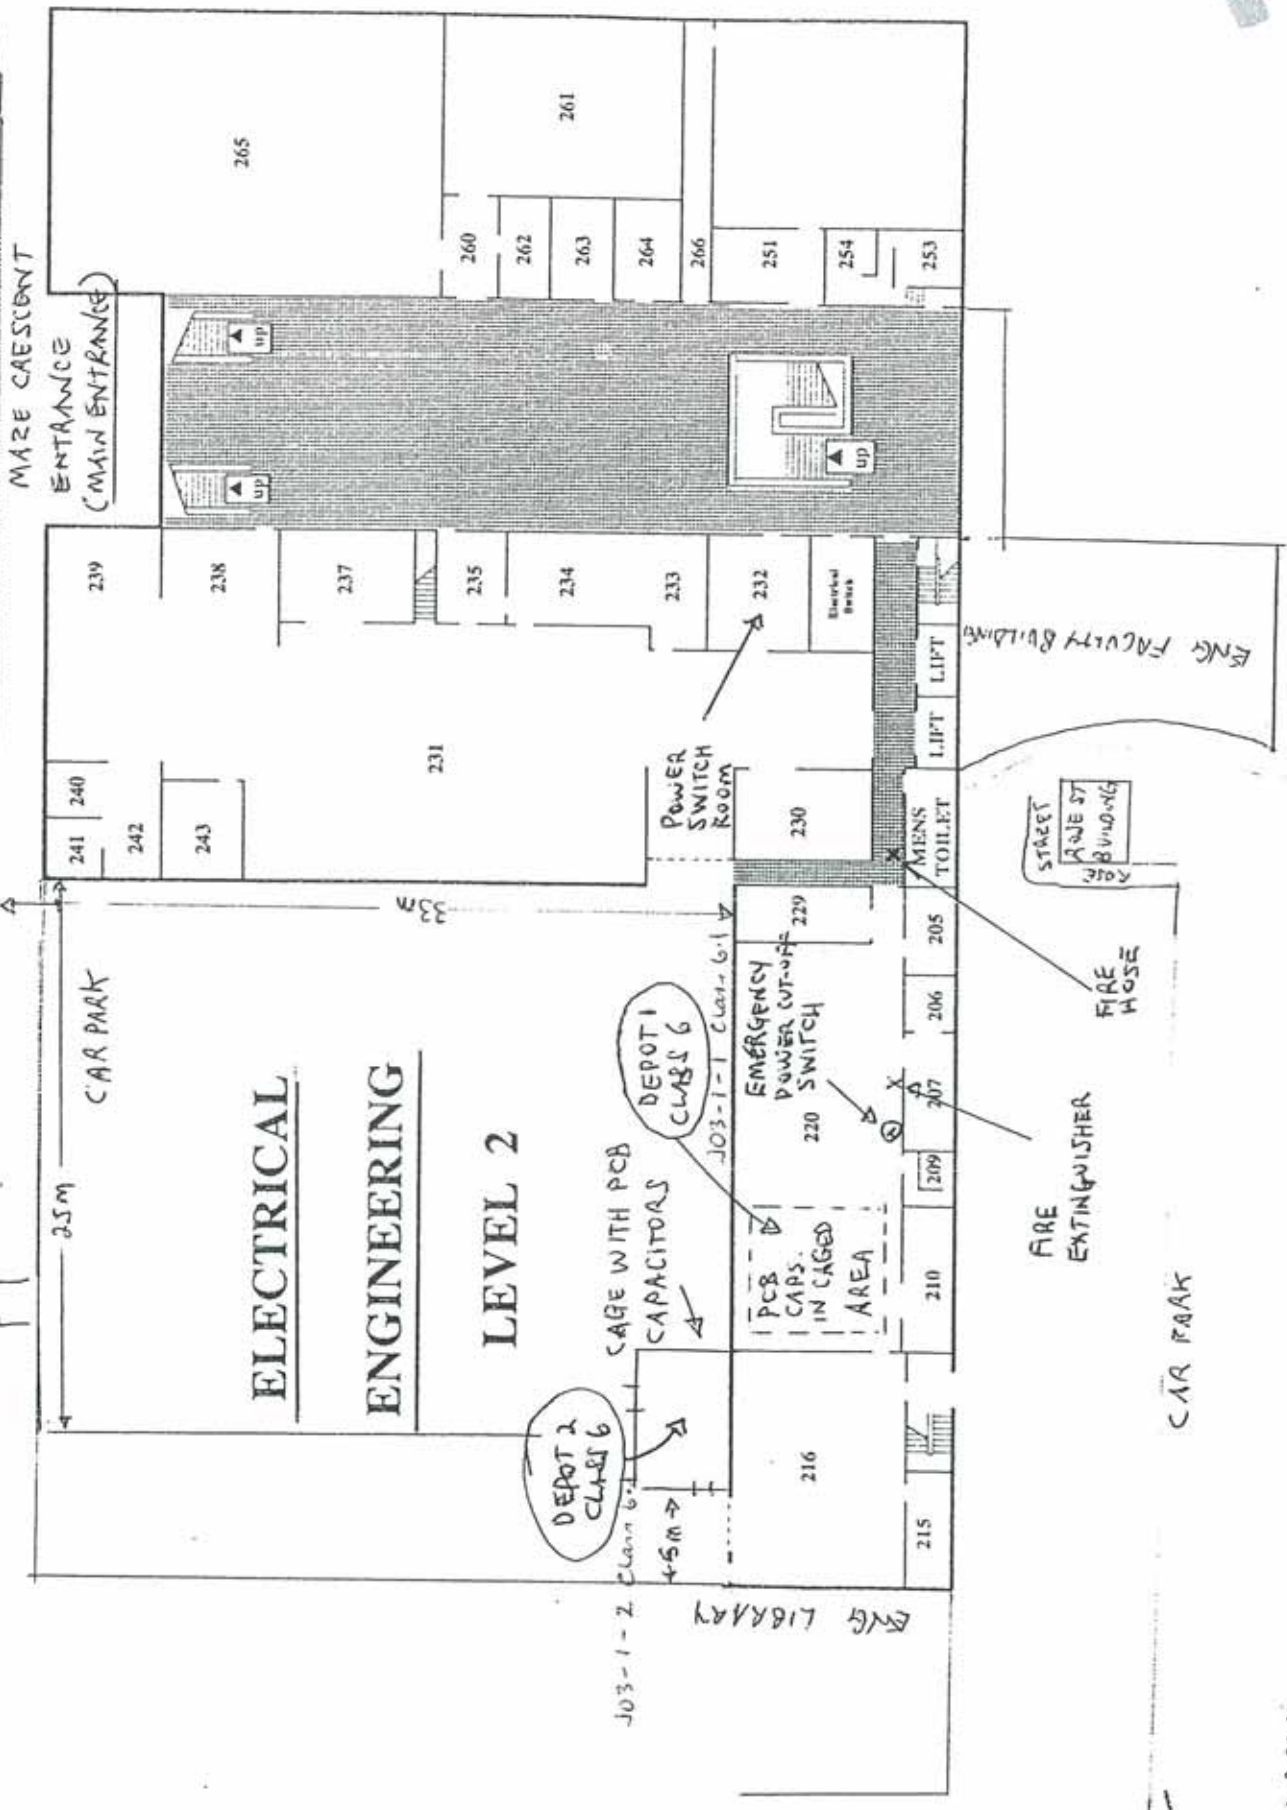 MAZE CRESCENT
ENTRANCE
(MAIN ENTRANCE)
265
261
260
262
263
264
266
251
254
253
up
up
up
239
238
237
235
234
233
232
Electrical
Switch
240
241
242
243
231
230
POWER
SWITCH
ROOM
LIFT
LIFT
MENS
TOILET
ENG FACULTY BUILDING
STREET
ROSE
ROSE ST
BUILDING
CAR PARK
25M
33M
ELECTRICAL
ENGINEERING
LEVEL 2
229
205
206
207
209
210
220
216
215
EMERGENCY
POWER CUT-OFF
SWITCH
FIRE
HOSE
FIRE
EXTINGUISHER
DEPOT 1
CLASS 6
J03-1-1 Class 6.1
CAGE WITH PCB
CAPACITORS
PCB
CAPS.
IN CAGED
AREA
DEPOT 2
CLASS 6
J03-1-2 Class 6.
5M
ENG LIBRARY
CAR PARK